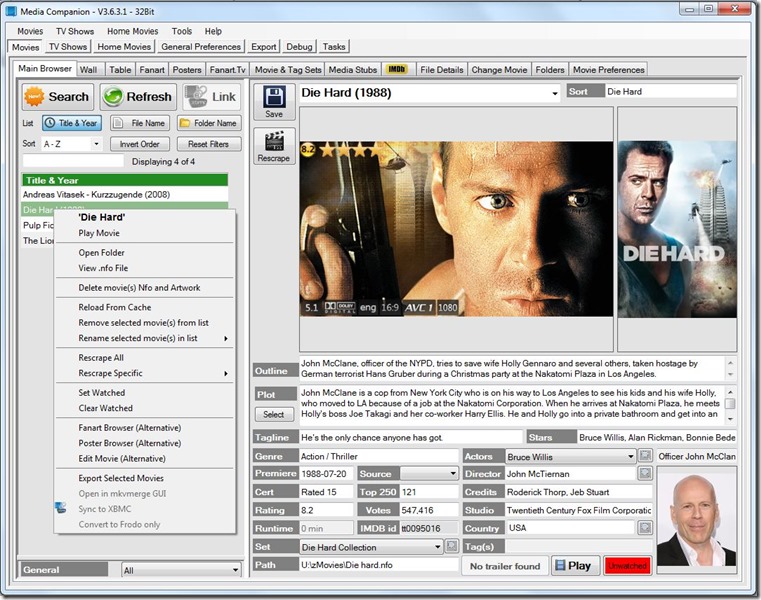 Media Companion - V3.6.3.1 - 32Bit
Movies TV Shows Home Movies Tools Help
Movies TV Shows Home Movies General Preferences Export Debug Tasks
Main Browser Wall Table Fanart Posters Fanart.Tv Movie & Tag Sets Media Stubs IMDb File Details Change Movie Folders Movie Preferences
Search Refresh Link
List Title & Year File Name Folder Name
Sort A - Z Invert Order Reset Filters
Displaying 4 of 4
Title & Year
Andreas Vitasek - Kurzzugende (2008)
Die Hard (1988)
Pulp Fic
The Lion
'Die Hard'
Play Movie
Open Folder
View .nfo File
Delete movie(s) Nfo and Artwork
Reload From Cache
Remove selected movie(s) from list
Rename selected movie(s) in list
Rescrape All
Rescrape Specific
Set Watched
Clear Watched
Fanart Browser (Alternative)
Poster Browser (Alternative)
Edit Movie (Alternative)
Export Selected Movies
Open in mkvmerge GUI
Sync to XBMC
Convert to Frodo only
General All
Save
Rescrape
Die Hard (1988)
Sort Die Hard
8.2
5.1 DOLBY DIGITAL eng 16:9 AVC 1 1080
DIE HARD
Outline John McClane, officer of the NYPD, tries to save wife Holly Gennaro and several others, taken hostage by
German terrorist Hans Gruber during a Christmas party at the Nakatomi Plaza in Los Angeles.
Plot John McClane is a cop from New York City who is on his way to Los Angeles to see his kids and his wife Holly,
who moved to LA because of a job at the Nakatomi Corporation. When he arrives at Nakatomi Plaza, he meets
Select Holly's boss Joe Takagi and her co-worker Harry Ellis. He and Holly go into a private bathroom and get into an
Tagline He's the only chance anyone has got. Stars Bruce Willis, Alan Rickman, Bonnie Bede
Genre Action / Thriller Actors Bruce Willis Officer John McClan
Premiere 1988-07-20 Source Director John McTiernan
Cert Rated 15 Top 250 121 Credits Roderick Thorp, Jeb Stuart
Rating 8.2 Votes 547,416 Studio Twentieth Century Fox Film Corporatic
Runtime 0 min IMDB id tt0095016 Country USA
Set Die Hard Collection Tag(s)
Path U:\zMovies\Die hard.nfo No trailer found Play Unwatched